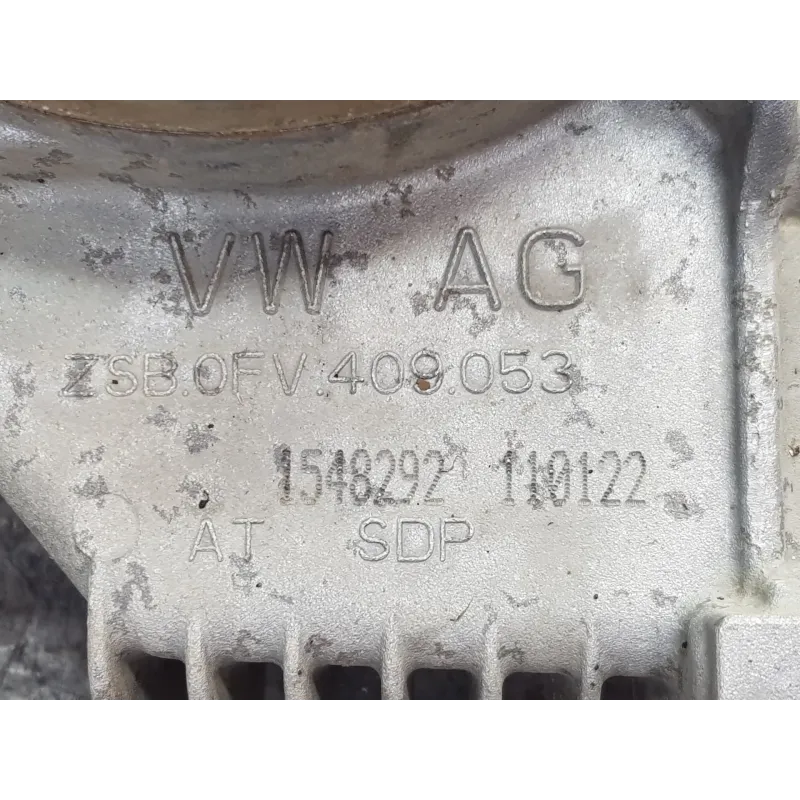 VW AG
ZSB.0FV.409.053
1548292 110122
AT SDP